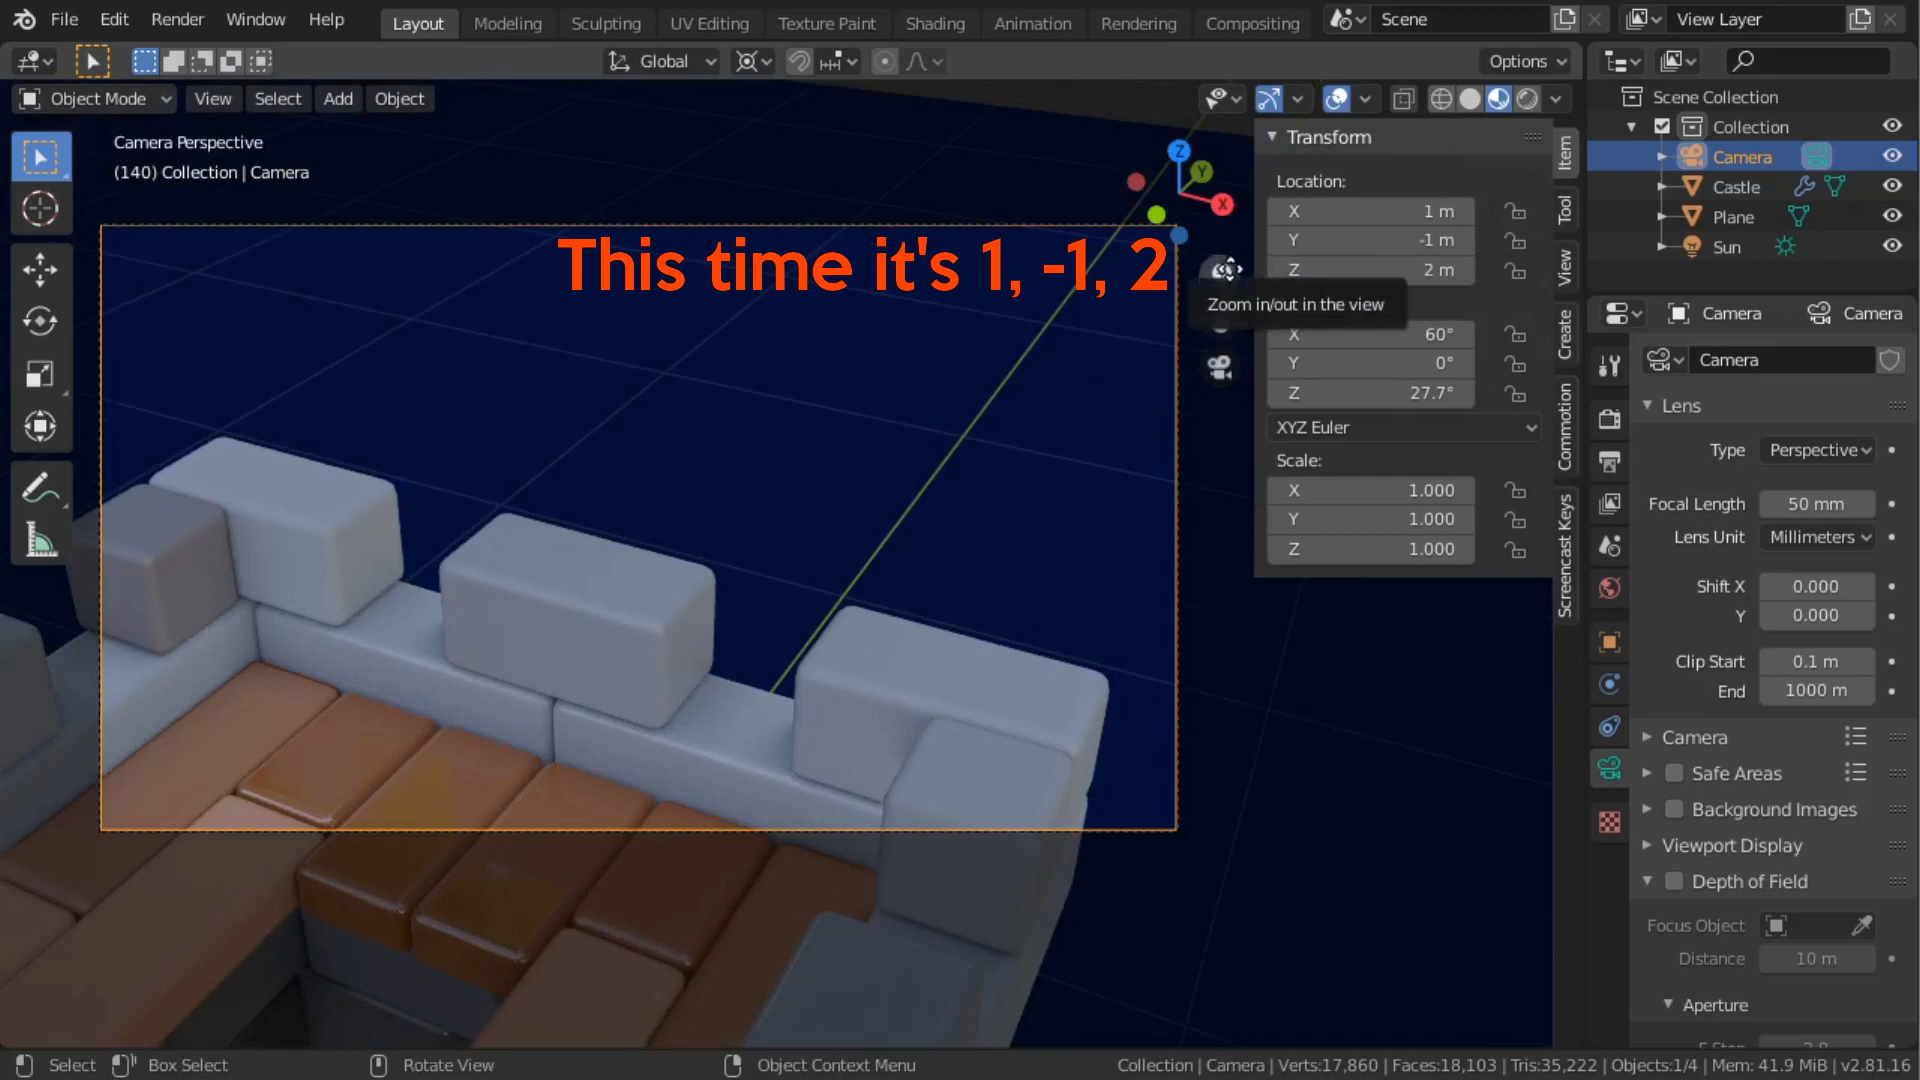 File Edit Render Window Help Layout Modeling Sculpting UV Editing Texture Paint Shading Animation Rendering Compositing Scene View Layer
Global Options
Object Mode View Select Add Object
Camera Perspective
(140) Collection | Camera
This time it's 1, -1, 2
Z
Y
X
Transform
Location:
X 1 m
Y -1 m
Z 2 m
Zoom in/out in the view
X 60°
Y 0°
Z 27.7°
XYZ Euler
Scale:
X 1.000
Y 1.000
Z 1.000
Item
Tool
View
Create
Commotion
Screencast Keys
Scene Collection
Collection
Camera
Castle
Plane
Sun
Camera Camera
Camera
Lens
Type Perspective
Focal Length 50 mm
Lens Unit Millimeters
Shift X 0.000
Y 0.000
Clip Start 0.1 m
End 1000 m
Camera
Safe Areas
Background Images
Viewport Display
Depth of Field
Focus Object
Distance 10 m
Aperture
Select Box Select Rotate View Object Context Menu Collection | Camera | Verts:17,860 | Faces:18,103 | Tris:35,222 | Objects:1/4 | Mem: 41.9 MiB | v2.81.16